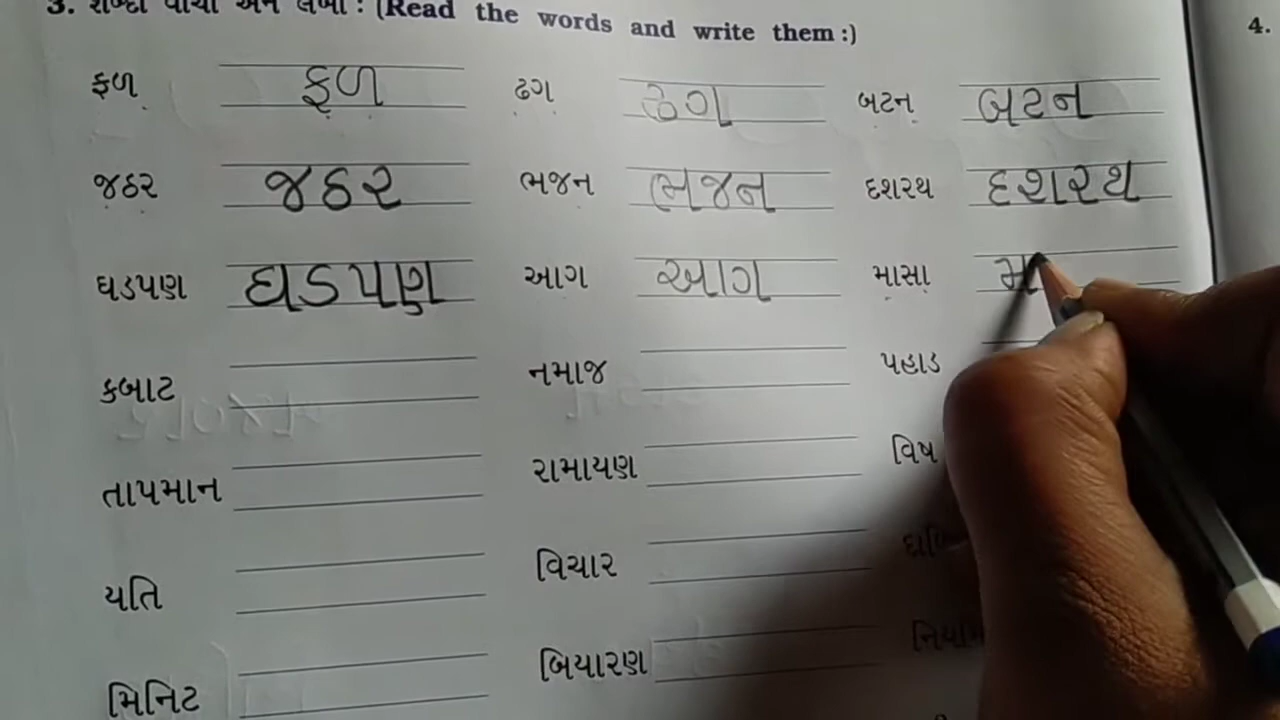 3. શબ્દો વાંચો અને લખો : (Read the words and write them :)
4.
ફળ ફળ ઢગ ઢગ બટન બટન
જઠર જઠર ભજન ભજન દશરથ દશરથ
ઘડપણ ઘડપણ આગ આગ માસા મ
કબાટ નમાજ પહાડ
તાપમાન રામાયણ વિષ
યતિ વિચાર
મિનિટ બિયારણ